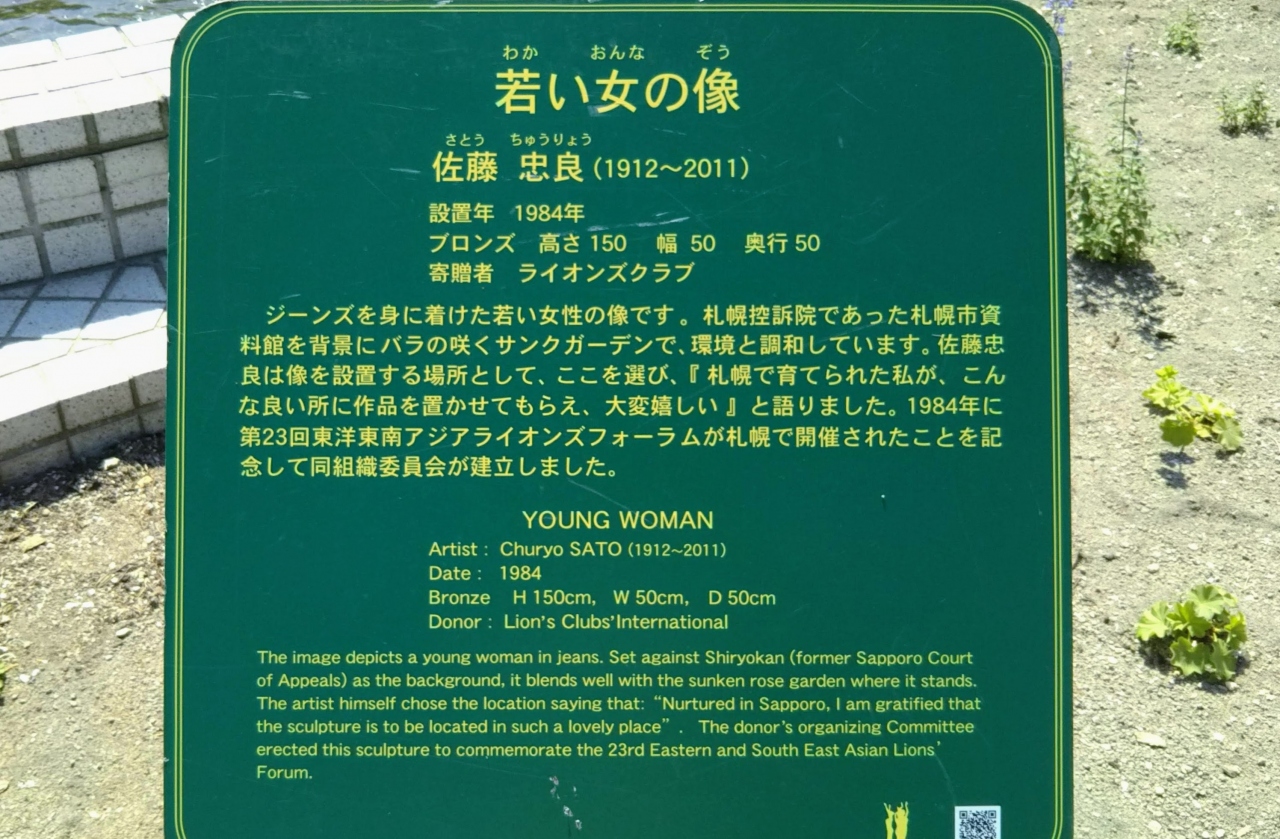 わか おんな ぞう
若い女の像
さとう ちゅうりょう
佐藤 忠良 (1912〜2011)
設置年 1984年
ブロンズ 高さ 150 幅 50 奥行 50
寄贈者 ライオンズクラブ
ジーンズを身に着けた若い女性の像です。札幌控訴院であった札幌市資
料館を背景にバラの咲くサンクガーデンで、環境と調和しています。佐藤忠
良は像を設置する場所として、ここを選び、『札幌で育てられた私が、こん
な良い所に作品を置かせてもらえ、大変嬉しい』と語りました。1984年に
第23回東洋東南アジアライオンズフォーラムが札幌で開催されたことを記
念して同組織委員会が建立しました。
YOUNG WOMAN
Artist : Churyo SATO (1912~2011)
Date : 1984
Bronze H 150cm, W 50cm, D 50cm
Donor : Lion's Clubs'International
The image depicts a young woman in jeans. Set against Shiryokan (former Sapporo Court
of Appeals) as the background, it blends well with the sunken rose garden where it stands.
The artist himself chose the location saying that: "Nurtured in Sapporo, I am gratified that
the sculpture is to be located in such a lovely place" . The donor's organizing Committee
erected this sculpture to commemorate the 23rd Eastern and South East Asian Lions'
Forum.